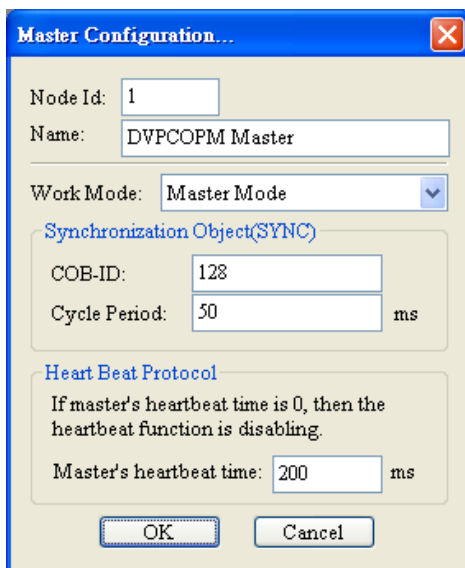 Master Configuration...
Node Id: 1
Name: DVPCOPM Master
Work Mode: Master Mode
Synchronization Object(SYNC)
COB-ID: 128
Cycle Period: 50 ms
Heart Beat Protocol
If master's heartbeat time is 0, then the
heartbeat function is disabling.
Master's heartbeat time: 200 ms
OK Cancel